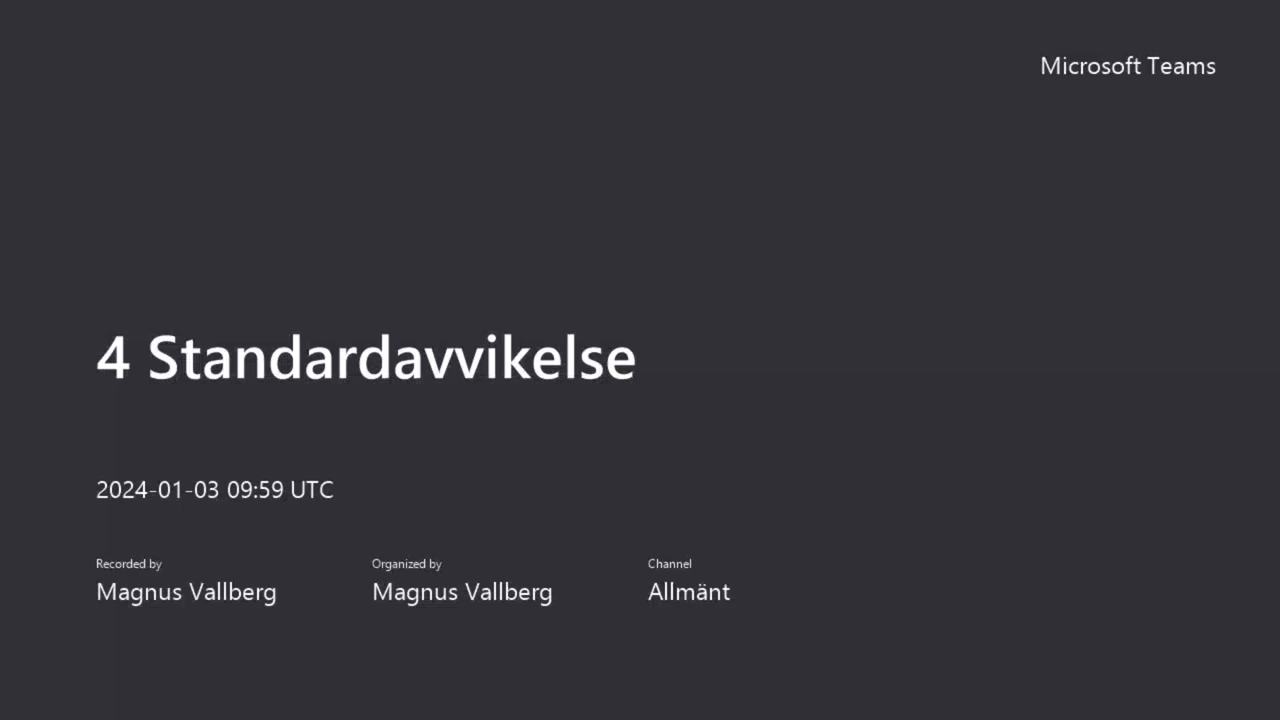 Microsoft Teams
4 Standardavvikelse
2024-01-03 09:59 UTC
Recorded by
Magnus Vallberg
Organized by
Magnus Vallberg
Channel
Allmänt